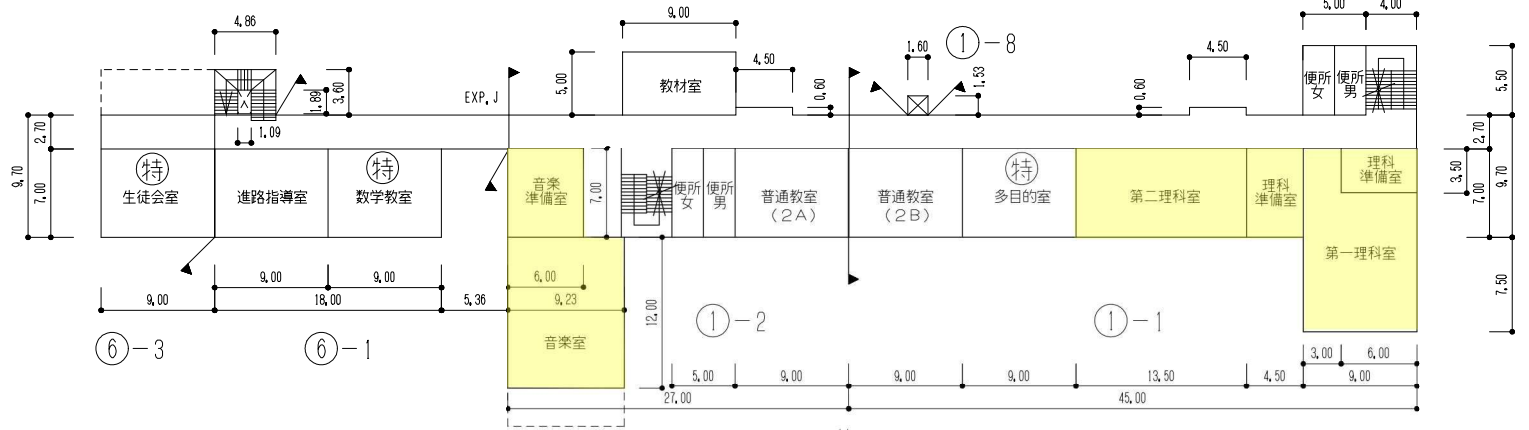 5.00
4.00
9.00
4.86
1.60
①-8
4.50
4.50
EXP.J
5.00
教材室
0.60
1.53
0.60
便所
女
便所
男
5.50
1.89
3.60
1.09
9.70
2.70
7.00
特
生徒会室
進路指導室
特
数学教室
音楽
準備室
7.00
便所
女
便所
男
普通教室
(2A)
普通教室
(2B)
特
多目的室
第二理科室
理科
準備室
理科
準備室
第一理科室
3.50
2.70
7.00
9.70
7.50
9.00
9.00
6.00
9.00
18.00
5.36
9.23
12.00
⑥-3
⑥-1
音楽室
①-2
①-1
3.00
6.00
5.00
9.00
9.00
9.00
13.50
4.50
9.00
27.00
45.00